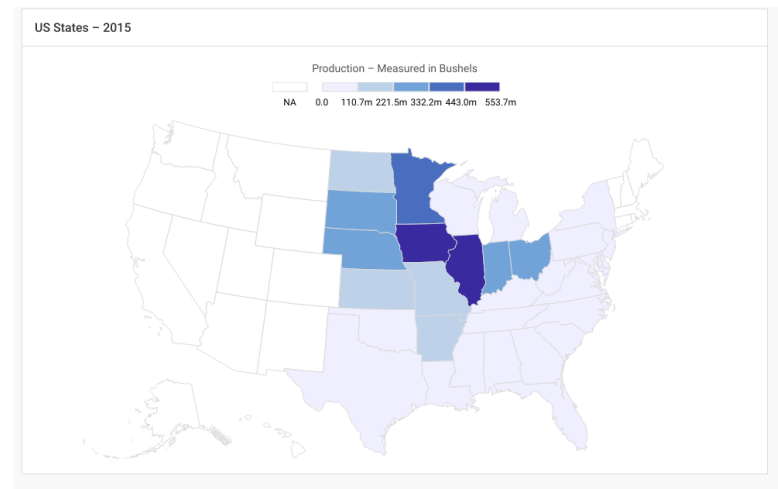 US States – 2015
Production – Measured in Bushels
NA 0.0 110.7m 221.5m 332.2m 443.0m 553.7m